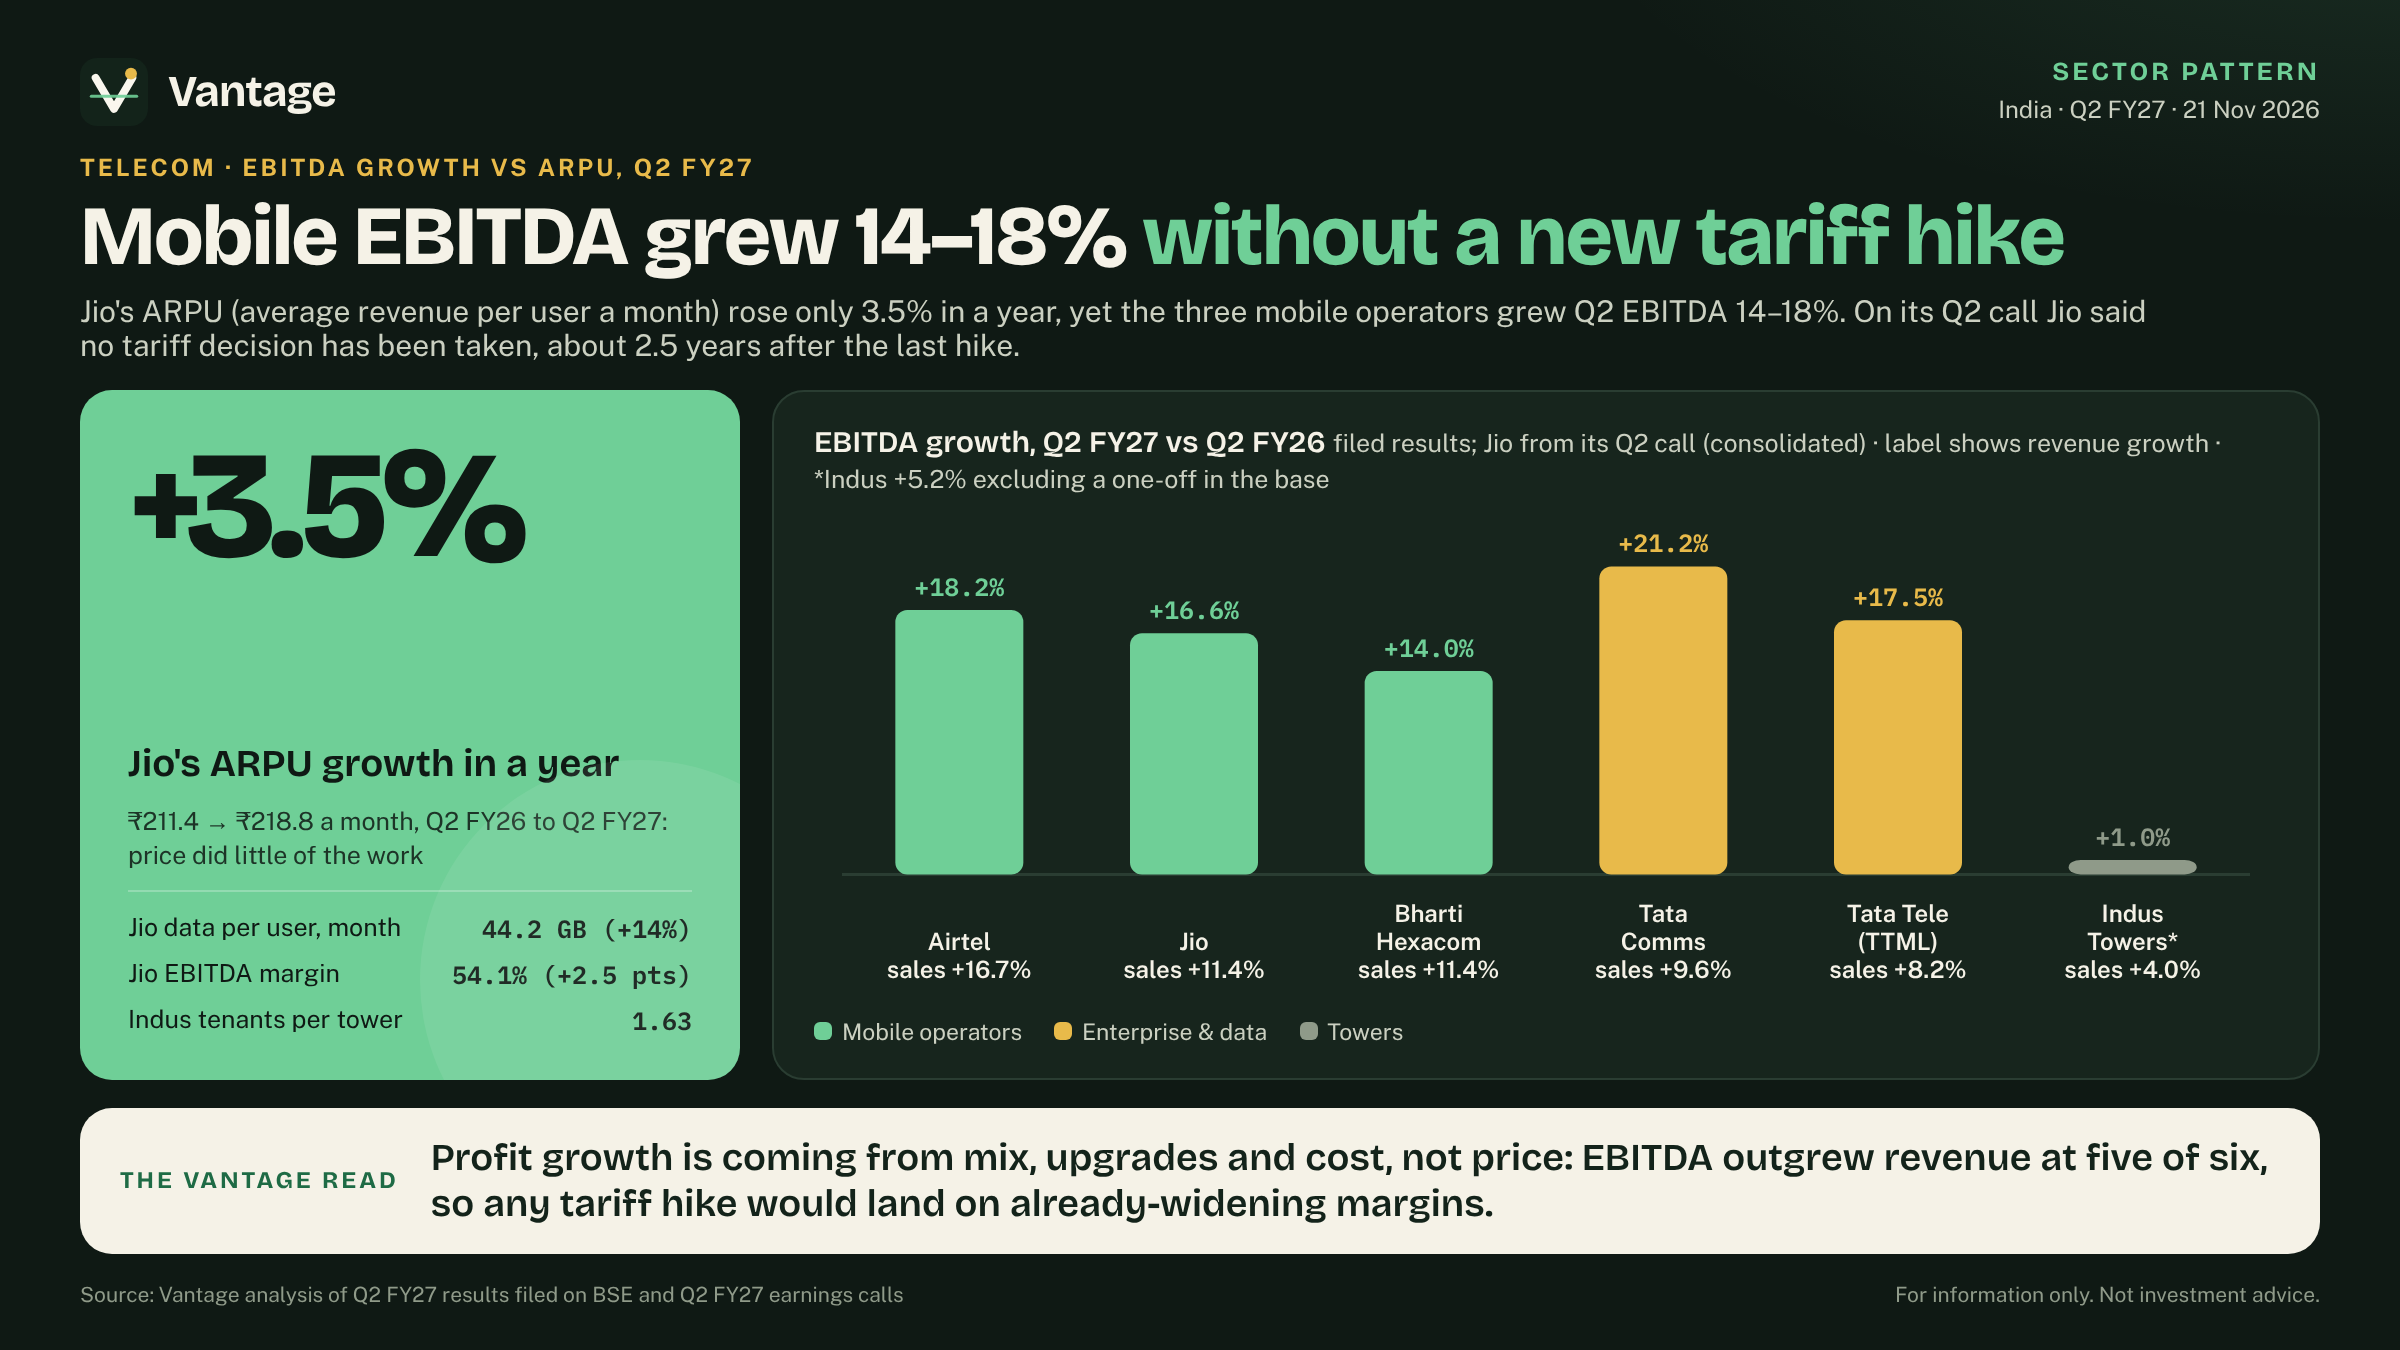 Vantage
SECTOR PATTERN
India · Q2 FY27 · 21 Nov 2026
TELECOM · EBITDA GROWTH VS ARPU, Q2 FY27
Mobile EBITDA grew 14–18% without a new tariff hike
Jio's ARPU (average revenue per user a month) rose only 3.5% in a year, yet the three mobile operators grew Q2 EBITDA 14–18%. On its Q2 call Jio said
no tariff decision has been taken, about 2.5 years after the last hike.
+3.5%
Jio's ARPU growth in a year
₹211.4 → ₹218.8 a month, Q2 FY26 to Q2 FY27:
price did little of the work
Jio data per user, month 44.2 GB (+14%)
Jio EBITDA margin 54.1% (+2.5 pts)
Indus tenants per tower 1.63
EBITDA growth, Q2 FY27 vs Q2 FY26 filed results; Jio from its Q2 call (consolidated) · label shows revenue growth ·
*Indus +5.2% excluding a one-off in the base
+18.2%
+16.6%
+14.0%
+21.2%
+17.5%
+1.0%
Airtel
sales +16.7%
Jio
sales +11.4%
Bharti
Hexacom
sales +11.4%
Tata
Comms
sales +9.6%
Tata Tele
(TTML)
sales +8.2%
Indus
Towers*
sales +4.0%
Mobile operators Enterprise & data Towers
THE VANTAGE READ
Profit growth is coming from mix, upgrades and cost, not price: EBITDA outgrew revenue at five of six,
so any tariff hike would land on already-widening margins.
Source: Vantage analysis of Q2 FY27 results filed on BSE and Q2 FY27 earnings calls
For information only. Not investment advice.